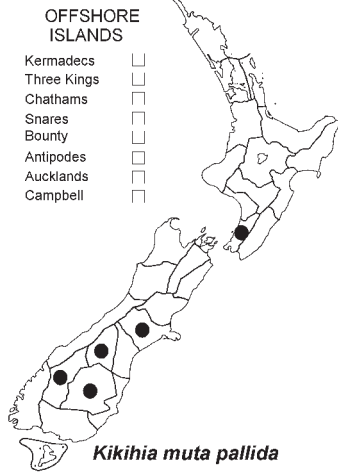 OFFSHORE
ISLANDS
Kermadecs
Three Kings
Chathams
Snares
Bounty
Antipodes
Aucklands
Campbell
Kikihia muta pallida